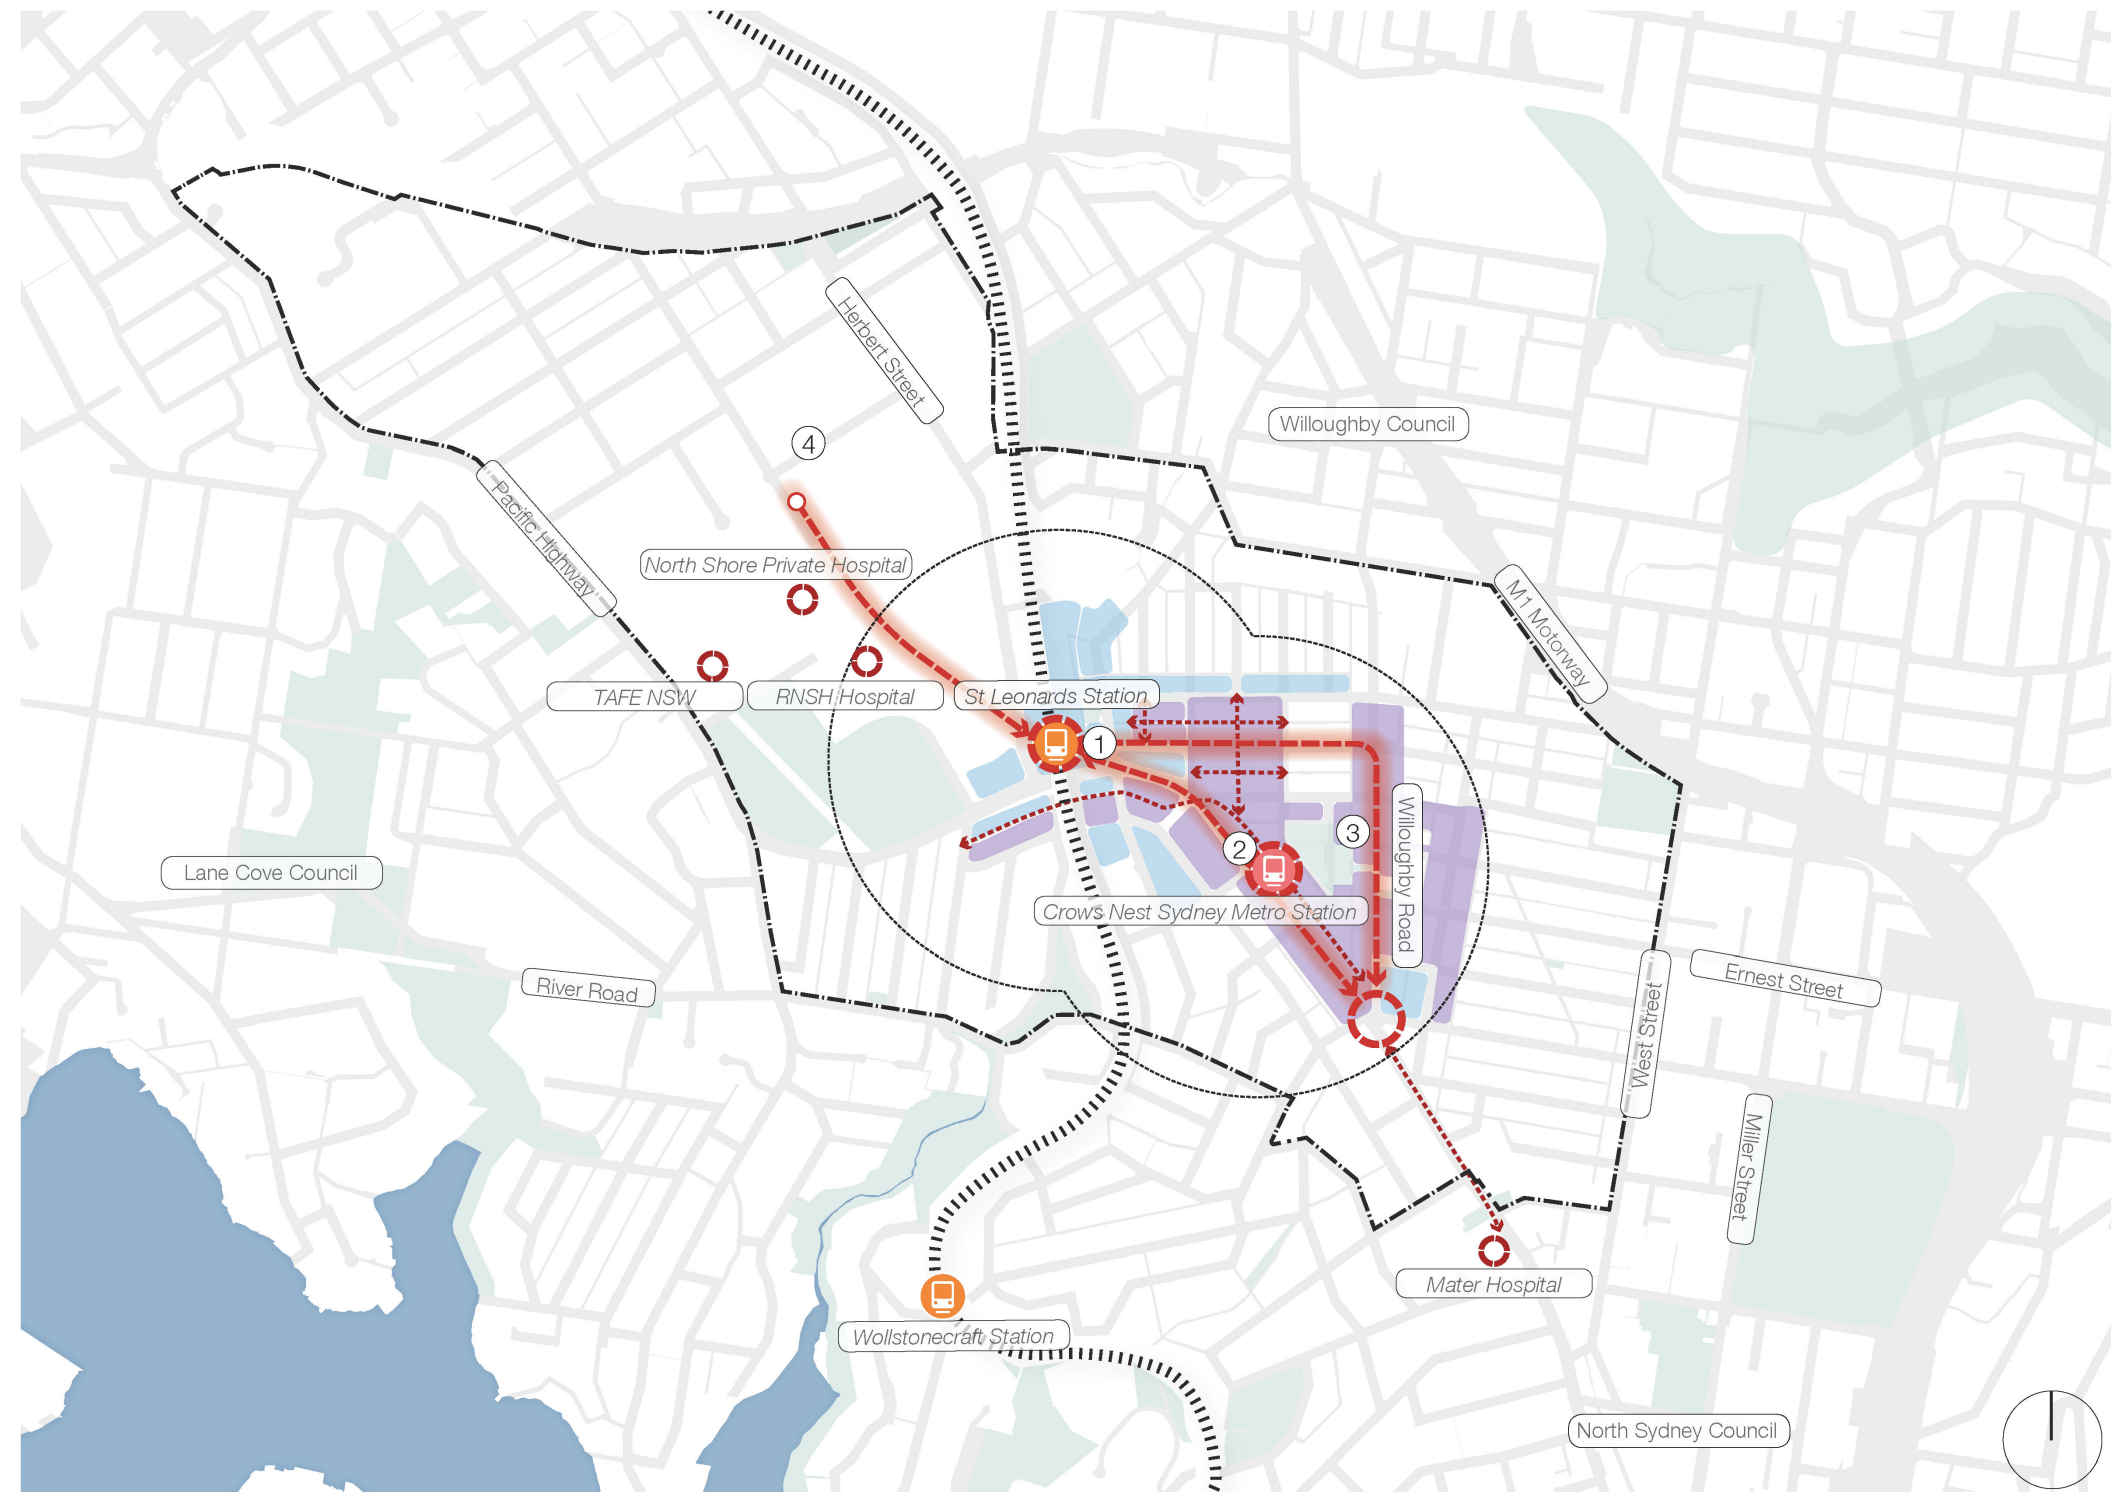 Herbert Street
Willoughby Council
4
Pacific Highway
North Shore Private Hospital
M1 Motorway
TAFE NSW
RNSH Hospital
St Leonards Station
1
2
3
Willoughby Road
Lane Cove Council
Crows Nest Sydney Metro Station
River Road
West Street
Ernest Street
Miller Street
Mater Hospital
Wollstonecraft Station
North Sydney Council